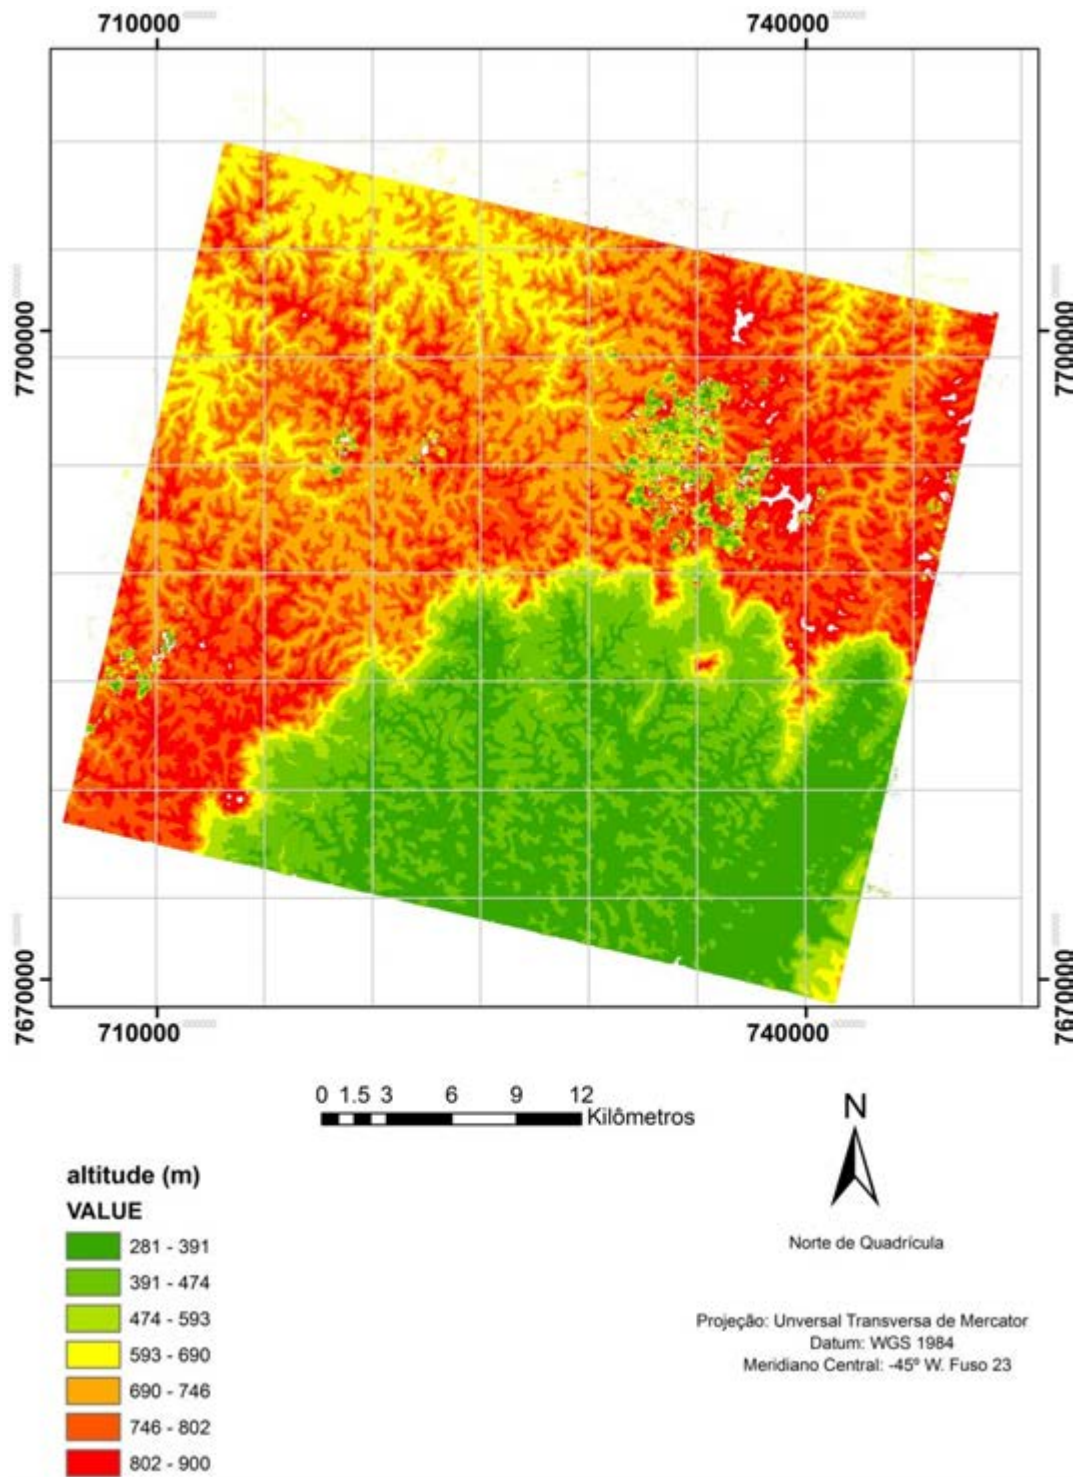 710000 740000
7700000 7700000
7670000 7670000
710000 740000
0 1.5 3 6 9 12
Kilômetros
N
Norte de Quadrícula
altitude (m)
VALUE
281 - 391
391 - 474
474 - 593
593 - 690
690 - 746
746 - 802
802 - 900
Projeção: Unversal Transversa de Mercator
Datum: WGS 1984
Meridiano Central: -45º W. Fuso 23